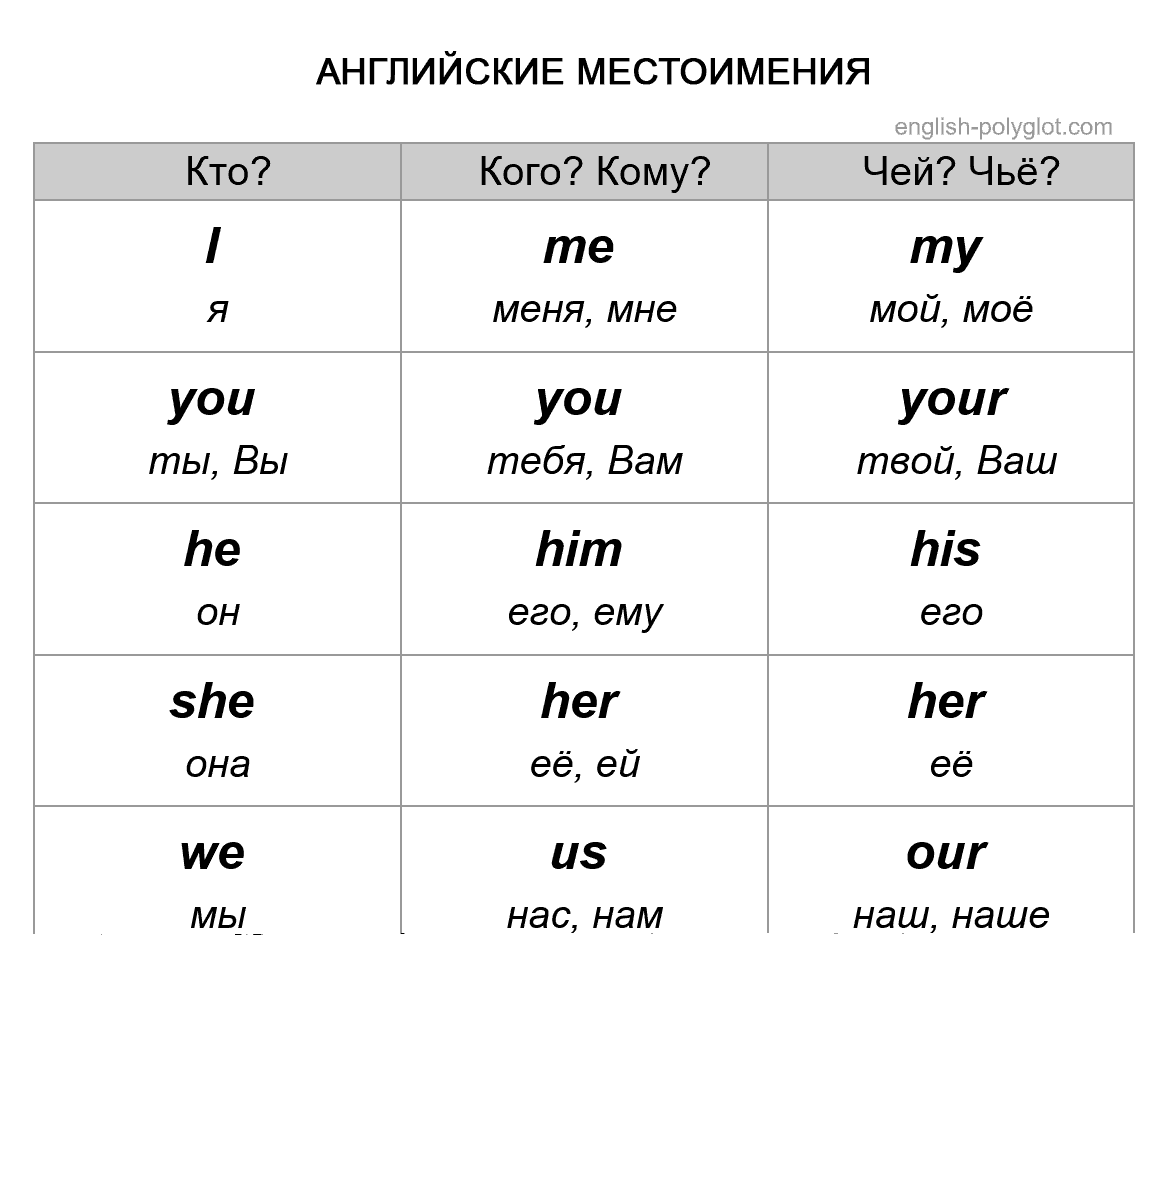 АНГЛИЙСКИЕ МЕСТОИМЕНИЯ
english-polyglot.com
Кто? Кого? Кому? Чей? Чьё?
I me my
я меня, мне мой, моё
you you your
ты, Вы тебя, Вам твой, Ваш
he him his
он его, ему его
she her her
она её, ей её
we us our
мы нас, нам наш, наше